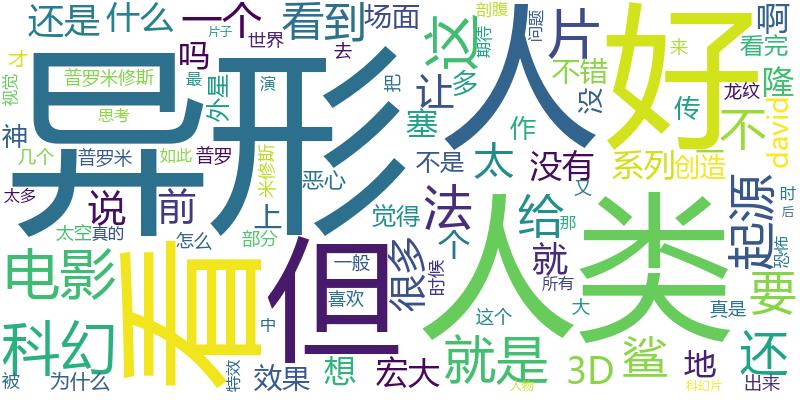 还是 什么 一个 看到 场面 这 人 片 好 啊
才 片子 世界 吗 去 剖腹 期待 问题 来 看完
视觉 普罗米修斯 最 演 把 让 多 不错 没 传 隆
异形 外星 思考 不 龙纹
神 几个 普罗米 如此 普罗 米修斯 恶心 塞 作 不是 太 没有 系列 创造 david
太多 说 前 上 觉得 法 给 又 一部 起源 时 后
太空 真的 怎么 部分 个 那 恐怖
电影 看 但 很多 就 人类 要
科幻 中 一般 喜欢 时候 这个 所有 大 真是
被 为什么 特效 效果 想 宏大 就是 3D 鲨 地 还
人物 科幻片 出来